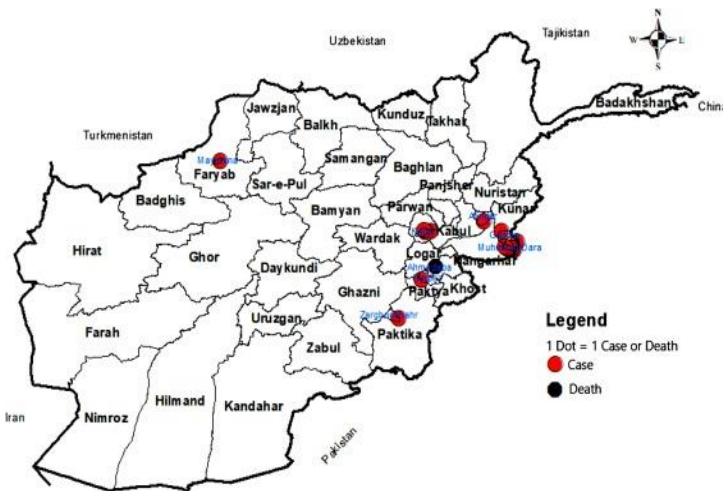 N
W E
S
Uzbekistan
Tajikistan
China
Turkmenistan
Jawzjan
Balkh
Kunduz
Takhar
Badakhshan
Faryab
Sar-e-Pul
Samangan
Baghlan
Panjsher
Nuristan
Kunar
Badghis
Bamyan
Parwan
Kabul
Hirat
Ghor
Wardak
Logar
Nangarhar
Daykundi
Ghazni
Paktya
Khost
Farah
Uruzgan
Zabul
Paktika
Nimroz
Hilmand
Kandahar
Iran
Pakistan
Legend
1 Dot = 1 Case or Death
Case
Death